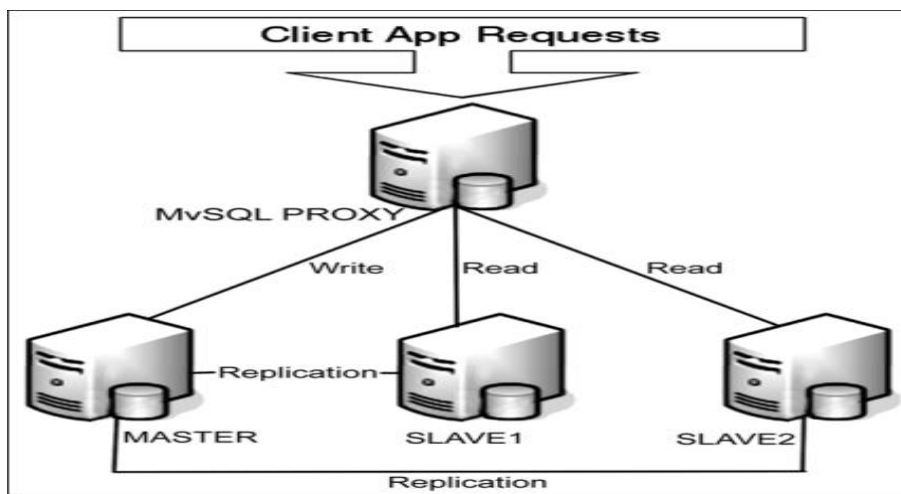 Client App Requests
MvSQL PROXY
Write
Read
Read
Replication
MASTER
SLAVE1
SLAVE2
Replication